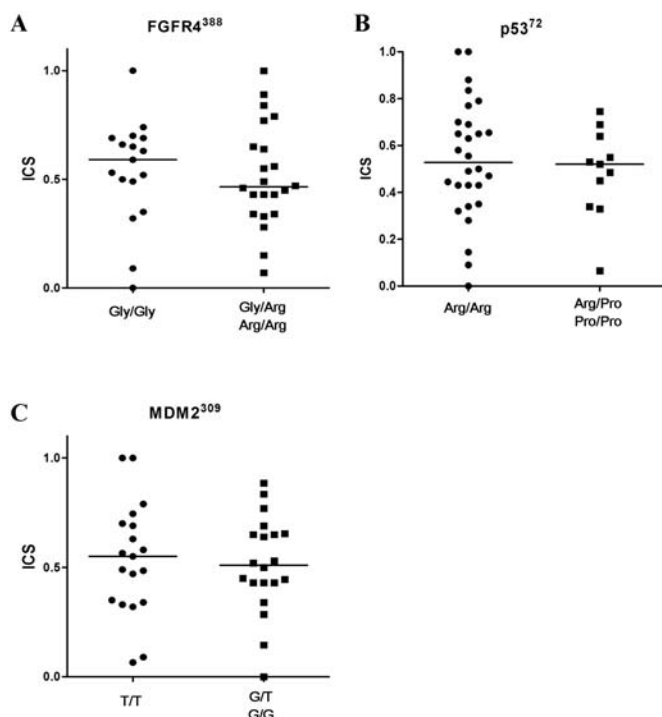 A
FGFR4³⁸⁸
ICS
1.0
0.5
0.0
Gly/Gly
Gly/Arg
Arg/Arg
B
p53⁷²
ICS
1.0
0.8
0.6
0.4
0.2
0.0
Arg/Arg
Arg/Pro
Pro/Pro
C
MDM2³⁰⁹
ICS
1.0
0.5
0.0
T/T
G/T
G/G